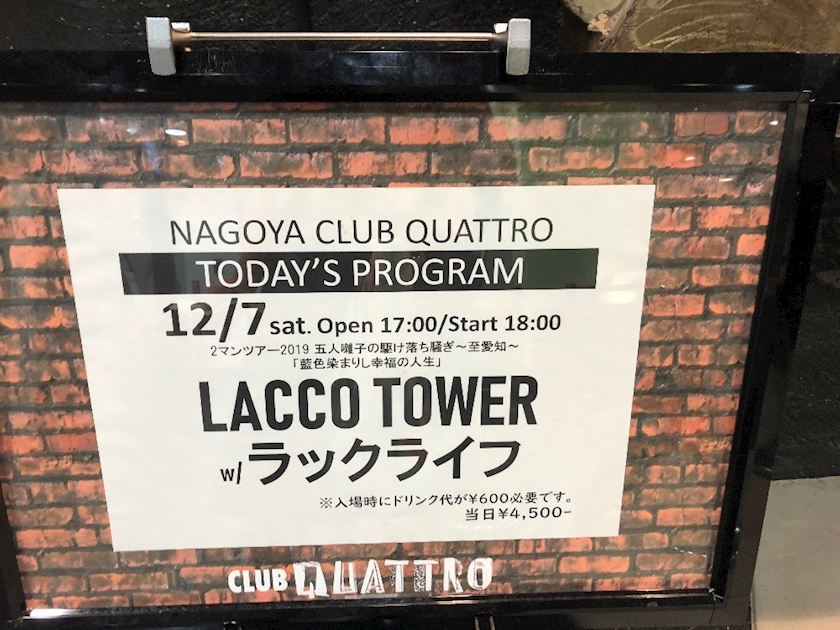 NAGOYA CLUB QUATTRO
TODAY'S PROGRAM
12/7 sat. Open 17:00/Start 18:00
2マンツアー2019 五人囃子の駆け落ち騒ぎ～至愛知～
「藍色染まりし幸福の人生」
LACCO TOWER
w/ ラックライフ
※入場時にドリンク代が¥600必要です。
当日¥4,500-
CLUB QUATTRO